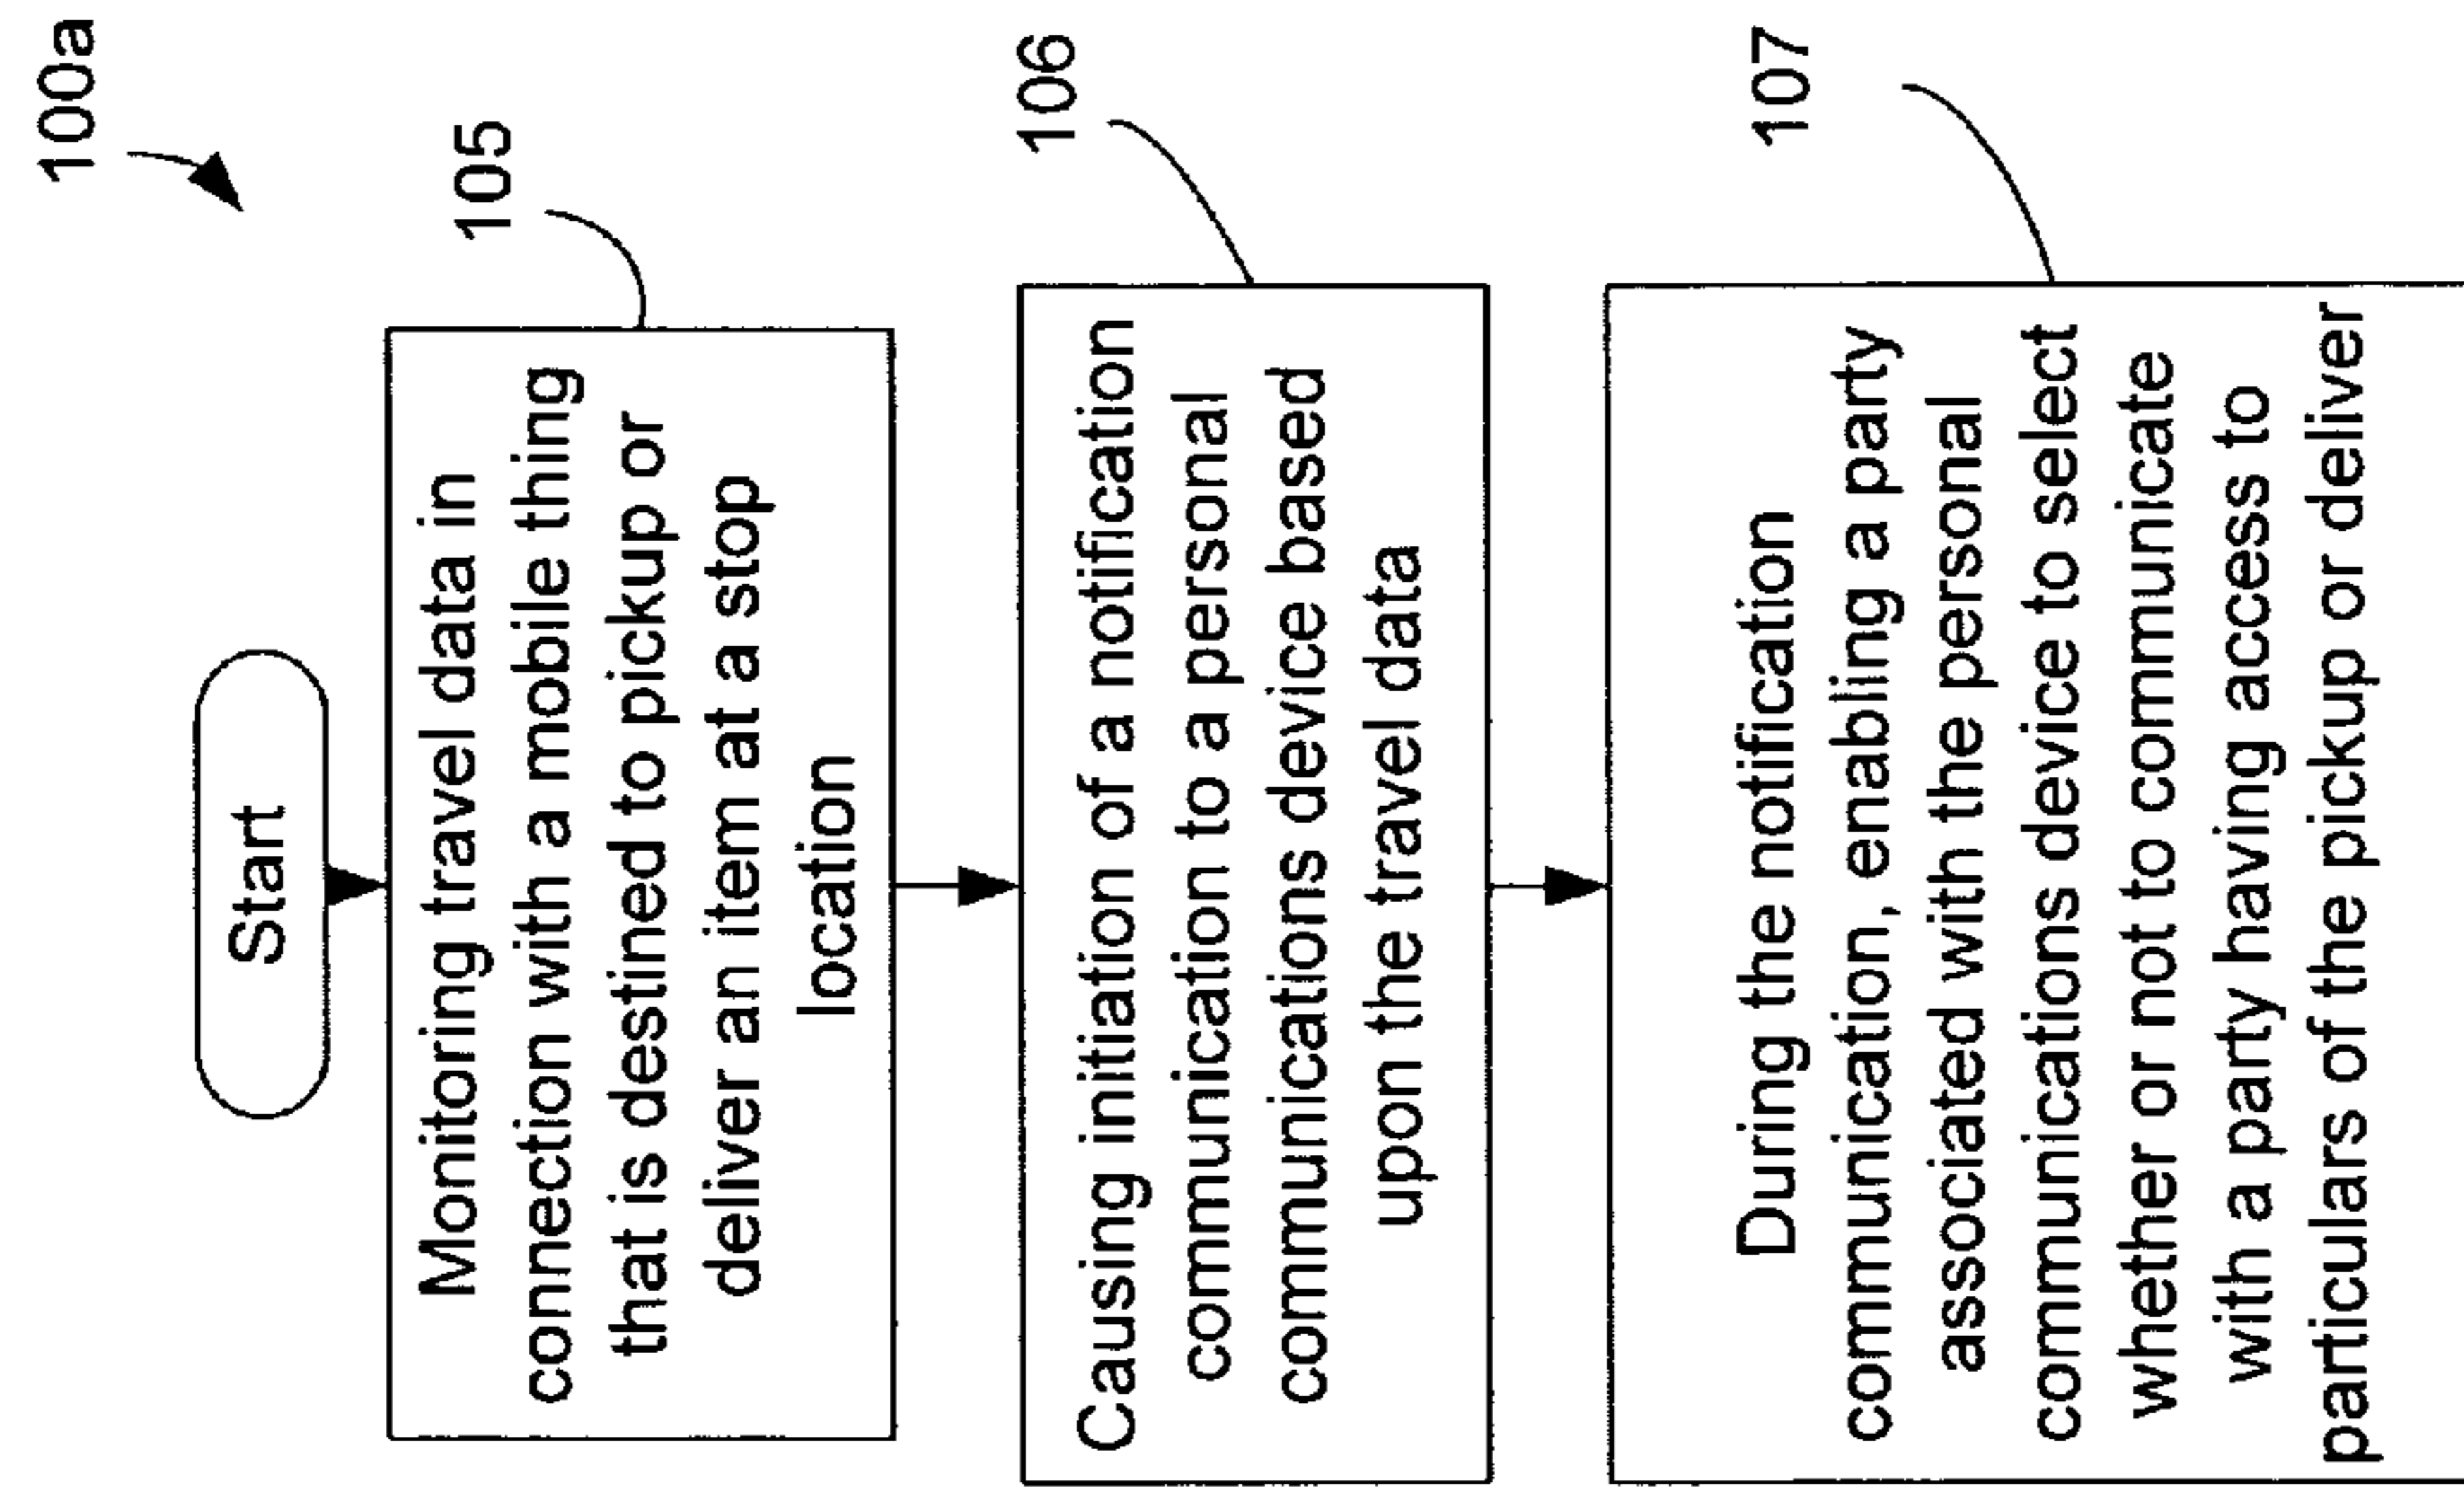 100a
Start
105
Monitoring travel data in
connection with a mobile thing
that is destined to pickup or
deliver an item at a stop
location
106
Causing initiation of a notification
communication to a personal
communications device based
upon the travel data
107
During the notification
communication, enabling a party
associated with the personal
communications device to select
whether or not to communicate
with a party having access to
particulars of the pickup or deliver